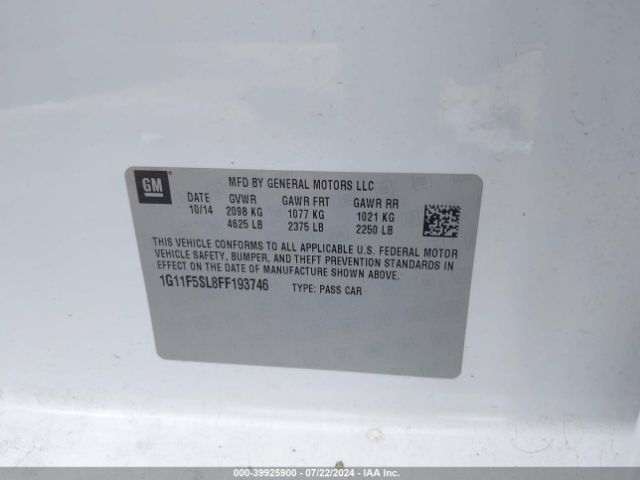 GM
MFD BY GENERAL MOTORS LLC
DATE GVWR GAWR FRT GAWR RR
10/14 2098 KG 1077 KG 1021 KG
4625 LB 2375 LB 2250 LB
THIS VEHICLE CONFORMS TO ALL APPLICABLE U.S. FEDERAL MOTOR
VEHICLE SAFETY, BUMPER, AND THEFT PREVENTION STANDARDS IN
EFFECT ON THE DATE OF MANUFACTURE SHOWN ABOVE.
1G11F5SL8FF193746 TYPE: PASS CAR
000-39925900 - 07/22/2024 - IAA Inc.